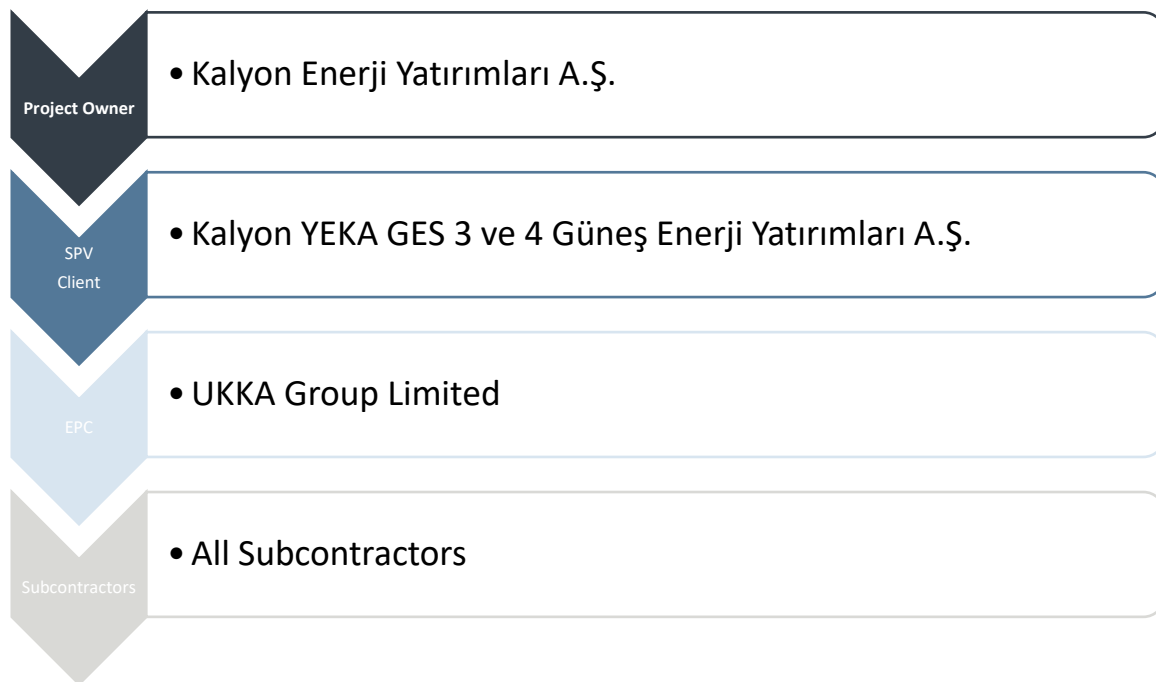 Project Owner
• Kalyon Enerji Yatırımları A.Ş.
SPV
Client
• Kalyon YEKA GES 3 ve 4 Güneş Enerji Yatırımları A.Ş.
EPC
• UKKA Group Limited
Subcontractors
• All Subcontractors